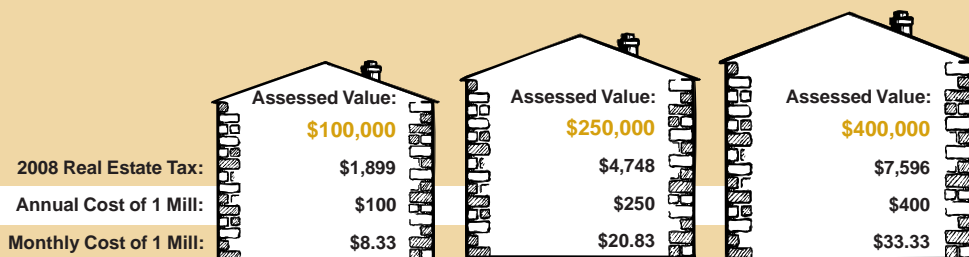 Assessed Value: Assessed Value: Assessed Value:
$100,000 $250,000 $400,000
2008 Real Estate Tax: $1,899 $4,748 $7,596
Annual Cost of 1 Mill: $100 $250 $400
Monthly Cost of 1 Mill: $8.33 $20.83 $33.33